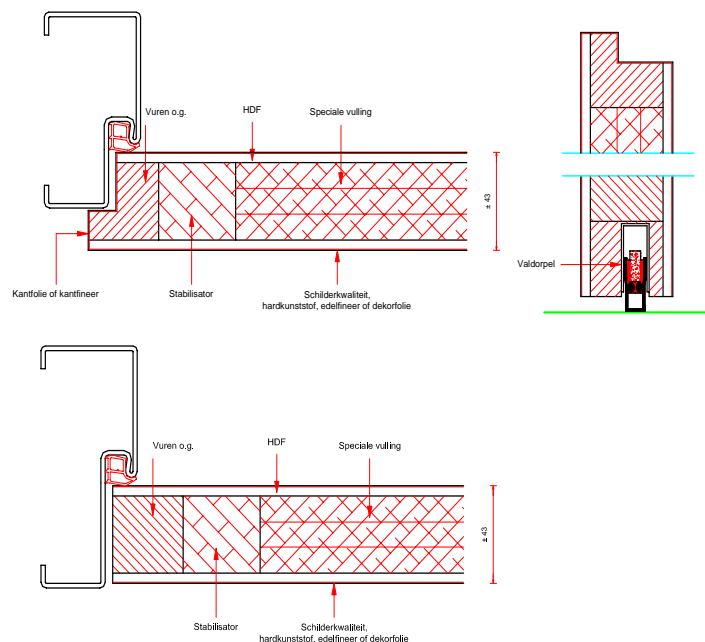 Vuren o.g.
HDF
Speciale vulling
± 43
Kantfolie of kantfineer
Stabilisator
Schilderkwaliteit,
hardkunststof, edelfineer of dekorfolie
Valdorpel
Vuren o.g.
HDF
Speciale vulling
± 43
Stabilisator
Schilderkwaliteit,
hardkunststof, edelfineer of dekorfolie